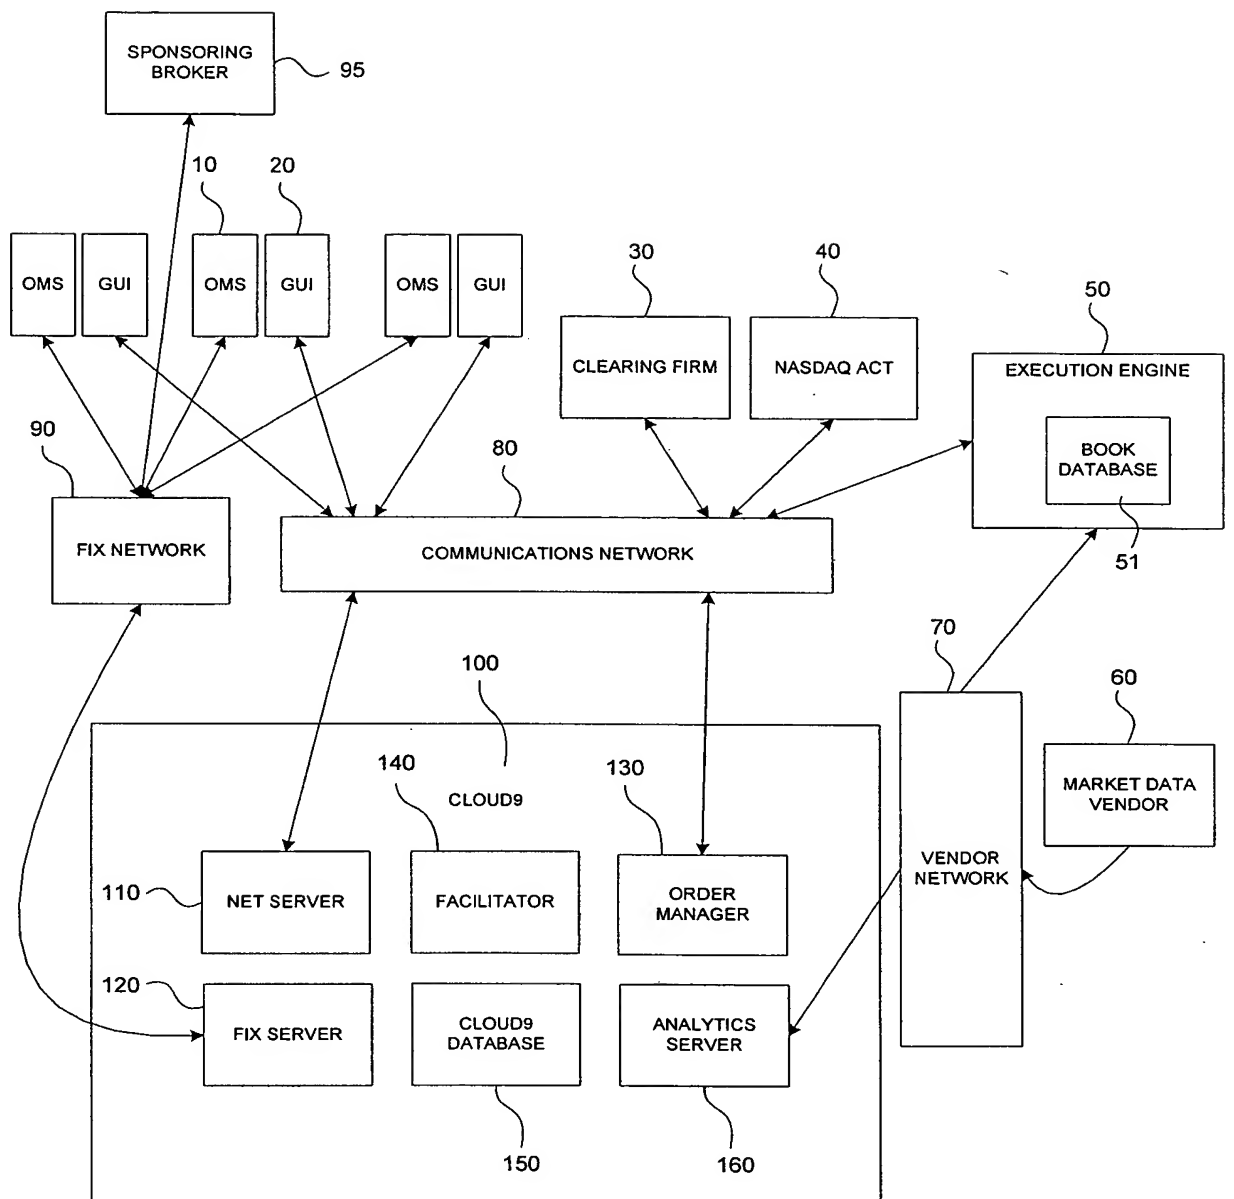 SPONSORING
BROKER
95
10
20
OMS
GUI
OMS
GUI
OMS
GUI
30
40
50
CLEARING FIRM
NASDAQ ACT
EXECUTION ENGINE
BOOK
DATABASE
51
90
80
FIX NETWORK
COMMUNICATIONS NETWORK
70
60
100
MARKET DATA
VENDOR
VENDOR
NETWORK
140
130
CLOUD9
110
NET SERVER
FACILITATOR
ORDER
MANAGER
120
FIX SERVER
CLOUD9
DATABASE
ANALYTICS
SERVER
150
160